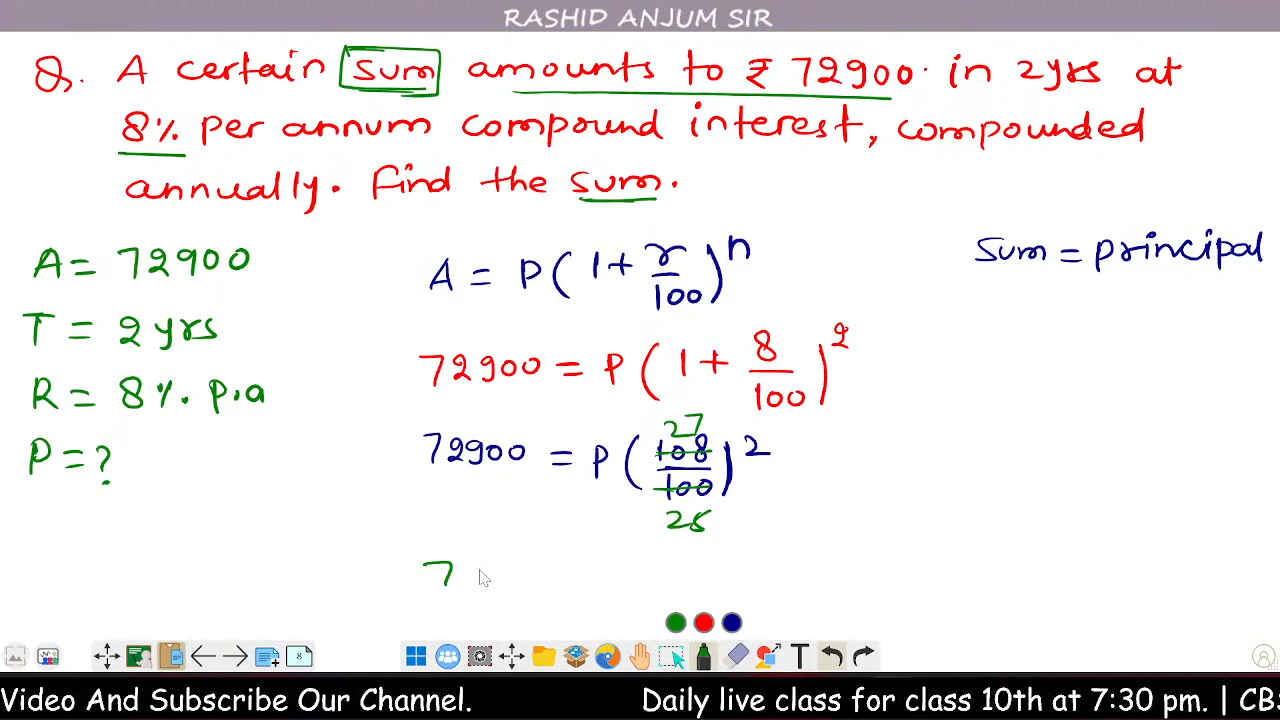 RASHID ANJUM SIR
Q. A certain sum amounts to ₹ 72900. in 2yrs at
8% per annum compound interest, compounded
annually. Find the sum.
A = 72900
T = 2 yrs
R = 8 %. p.a
P = ?
A = P ( 1 + r/100 )^n
72900 = P ( 1 + 8/100 )^2
27
72900 = P ( 108/100 )^2
25
7
Sum = principal
8
T
Video And Subscribe Our Channel.
Daily live class for class 10th at 7:30 pm. | CB